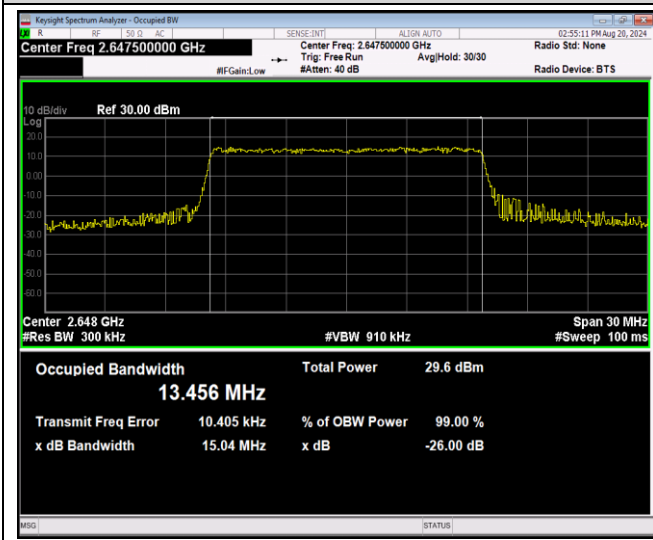 Keysight Spectrum Analyzer - Occupied BW
R RF 50 Ω AC SENSE:INT ALIGN AUTO 02:55:11 PM Aug 20, 2024
Center Freq 2.647500000 GHz Center Freq: 2.647500000 GHz Radio Std: None
Trig: Free Run Avg|Hold: 30/30
#IFGain:Low #Atten: 40 dB Radio Device: BTS
10 dB/div Ref 30.00 dBm
Log
20.0
10.0
0.00
-10.0
-20.0
-30.0
-40.0
-50.0
-60.0
Center 2.648 GHz Span 30 MHz
#Res BW 300 kHz #VBW 910 kHz #Sweep 100 ms
Occupied Bandwidth Total Power 29.6 dBm
13.456 MHz
Transmit Freq Error 10.405 kHz % of OBW Power 99.00 %
x dB Bandwidth 15.04 MHz x dB -26.00 dB
MSG STATUS